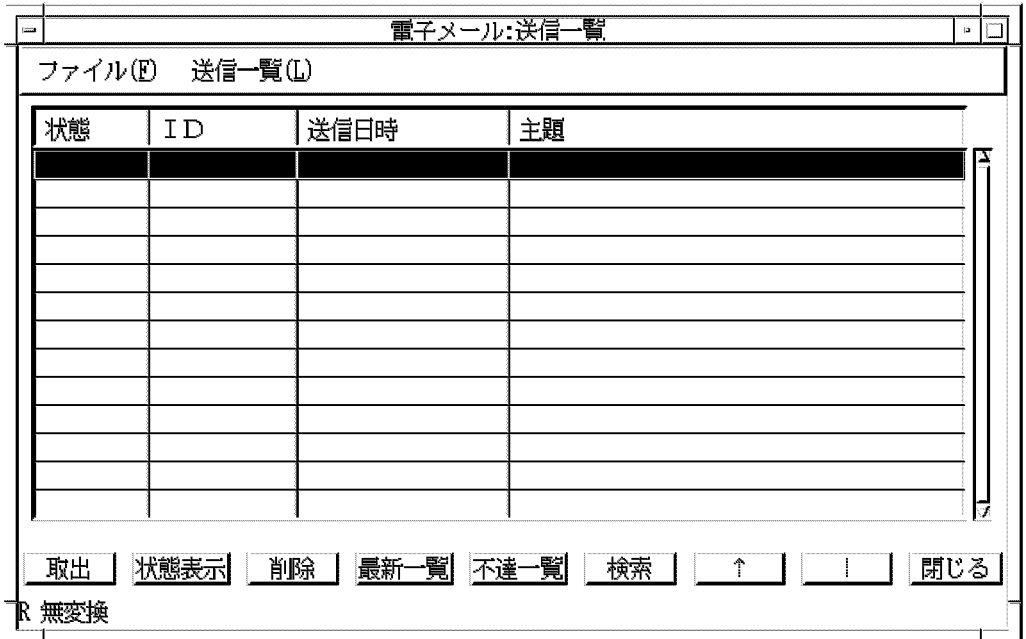 電子メール:送信一覧
ファイル(F) 送信一覧(L)
状態 ID 送信日時 主題
取出 状態表示 削除 最新一覧 不達一覧 検索 ↑ 閉じる
R 無変換